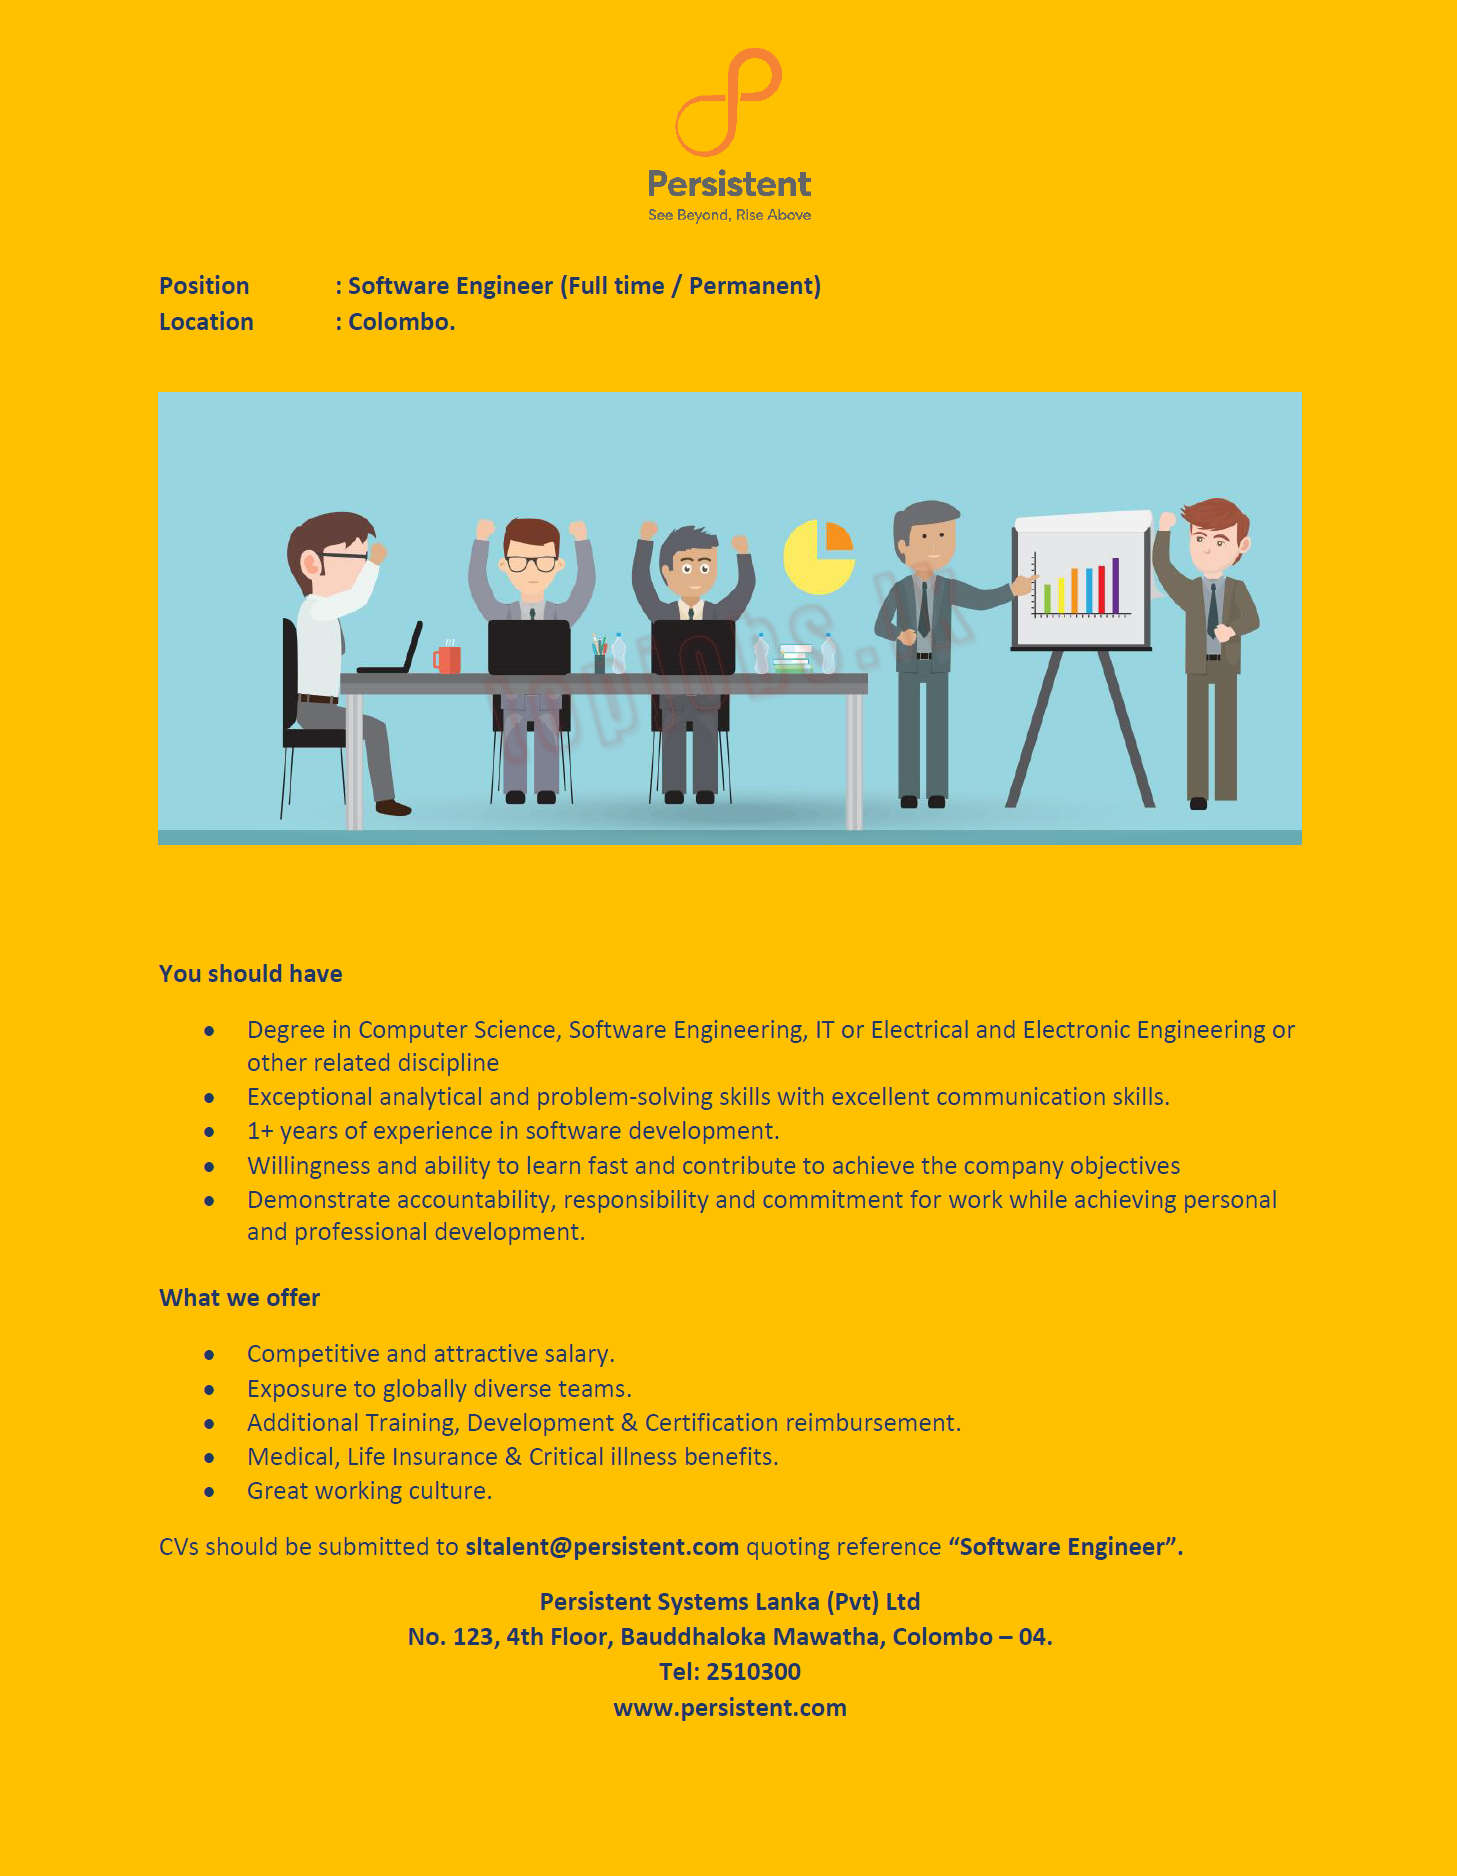 Persistent
See Beyond, Rise Above
Position : Software Engineer (Full time / Permanent)
Location : Colombo.
m
topjobs.lk
You should have
• Degree in Computer Science, Software Engineering, IT or Electrical and Electronic Engineering or
other related discipline
• Exceptional analytical and problem-solving skills with excellent communication skills.
• 1+ years of experience in software development.
• Willingness and ability to learn fast and contribute to achieve the company objectives
• Demonstrate accountability, responsibility and commitment for work while achieving personal
and professional development.
What we offer
• Competitive and attractive salary.
• Exposure to globally diverse teams.
• Additional Training, Development & Certification reimbursement.
• Medical, Life Insurance & Critical illness benefits.
• Great working culture.
CVs should be submitted to sltalent@persistent.com quoting reference “Software Engineer”.
Persistent Systems Lanka (Pvt) Ltd
No. 123, 4th Floor, Bauddhaloka Mawatha, Colombo – 04.
Tel: 2510300
www.persistent.com